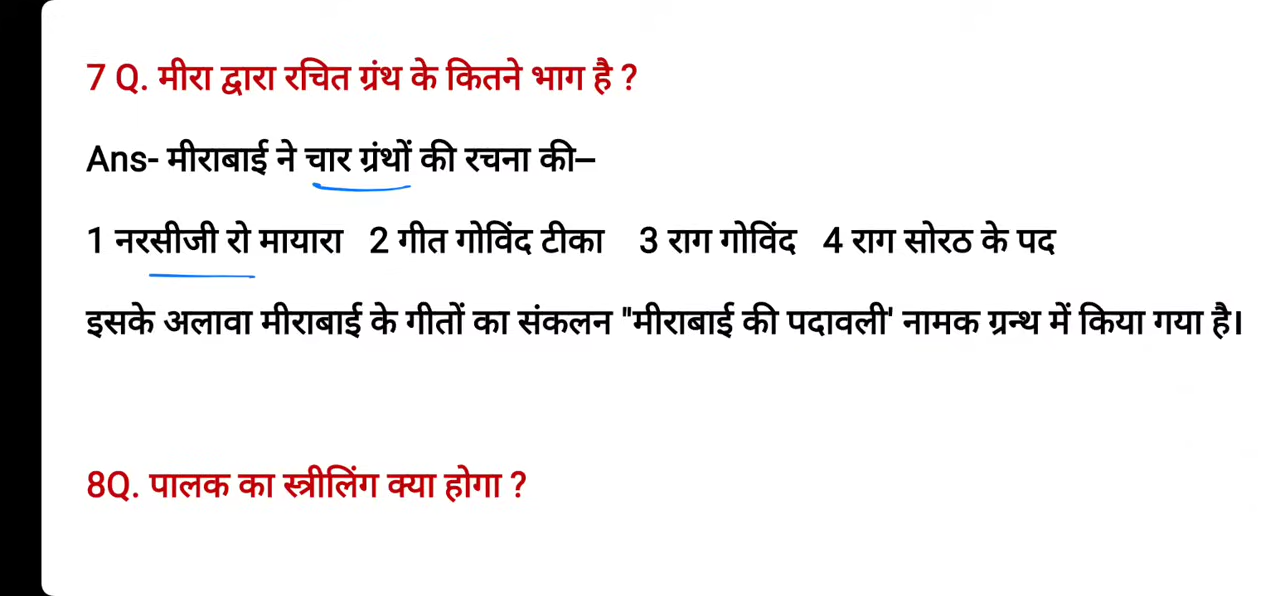 7 Q. मीरा द्वारा रचित ग्रंथ के कितने भाग है ?
Ans- मीराबाई ने चार ग्रंथों की रचना की–
1 नरसीजी रो मायारा 2 गीत गोविंद टीका 3 राग गोविंद 4 राग सोरठ के पद
इसके अलावा मीराबाई के गीतों का संकलन "मीराबाई की पदावली' नामक ग्रन्थ में किया गया है।
8Q. पालक का स्त्रीलिंग क्या होगा ?